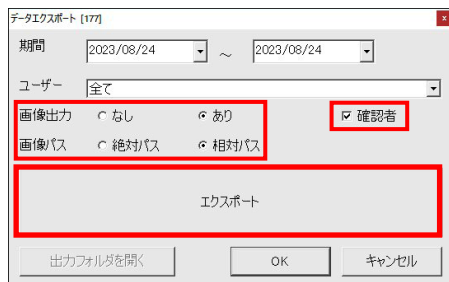 データエクスポート [177]
期間 2023/08/24 ～ 2023/08/24
ユーザー 全て
画像出力 なし あり 確認者
画像パス 絶対パス 相対パス
エクスポート
出力フォルダを開く OK キャンセル